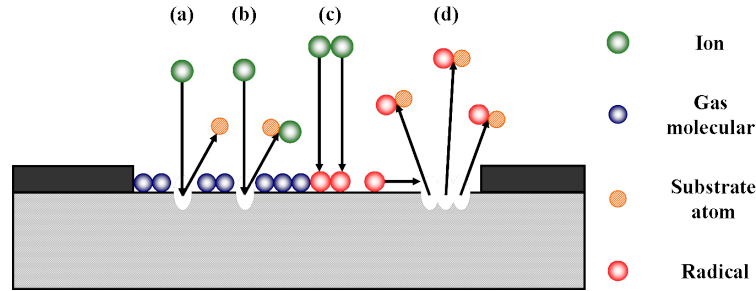 (a)
(b)
(c)
(d)
Ion
Gas
molecular
Substrate
atom
Radical